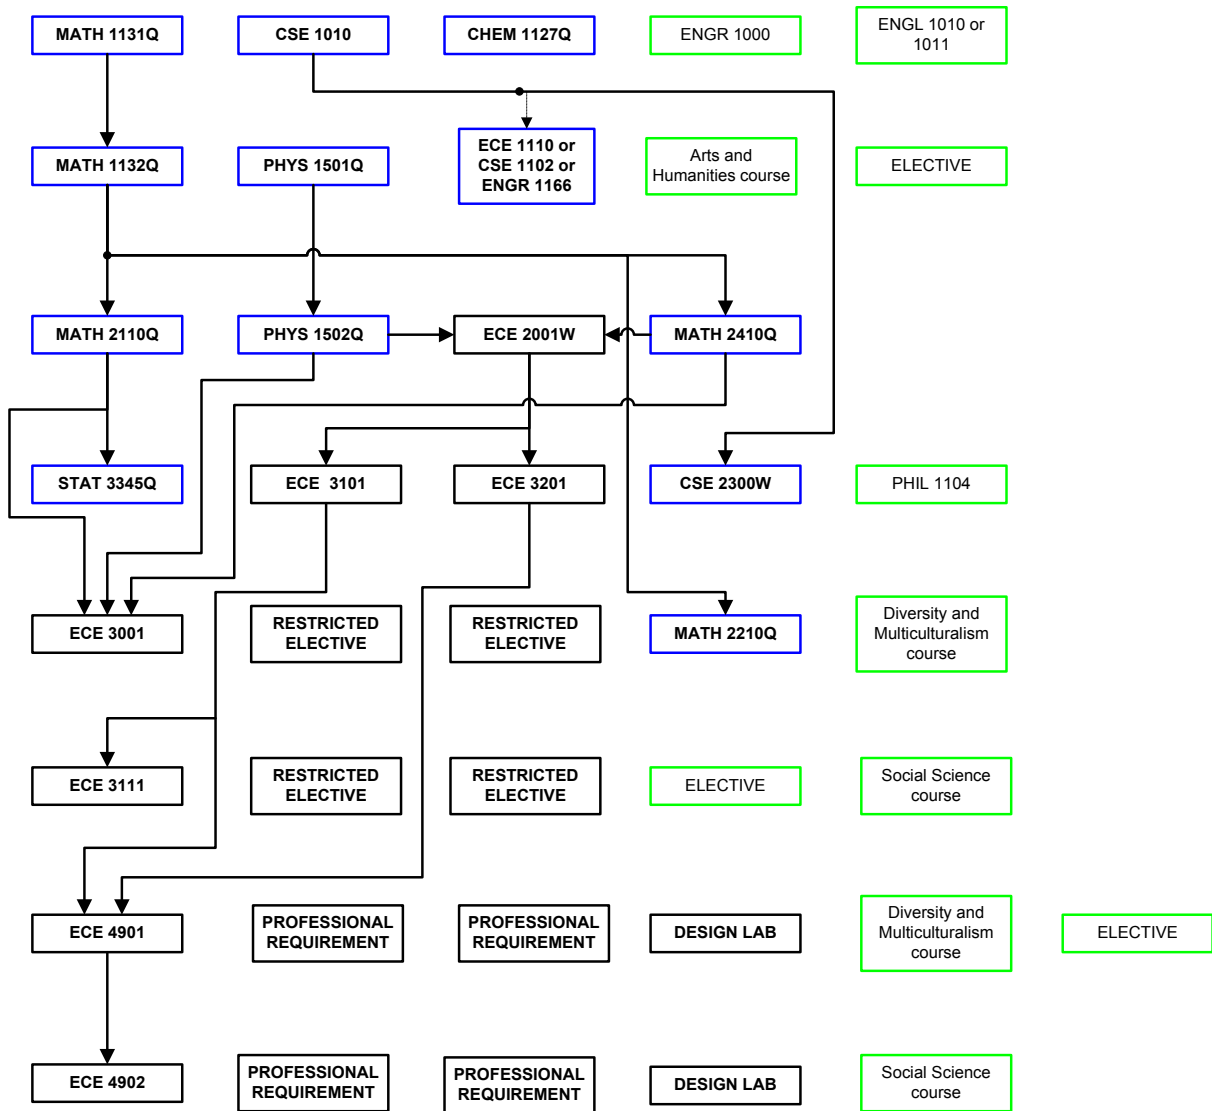 MATH 1131Q
CSE 1010
CHEM 1127Q
ENGR 1000
ENGL 1010 or
1011
MATH 1132Q
PHYS 1501Q
ECE 1110 or
CSE 1102 or
ENGR 1166
Arts and
Humanities course
ELECTIVE
MATH 2110Q
PHYS 1502Q
ECE 2001W
MATH 2410Q
STAT 3345Q
ECE 3101
ECE 3201
CSE 2300W
PHIL 1104
ECE 3001
RESTRICTED
ELECTIVE
RESTRICTED
ELECTIVE
MATH 2210Q
Diversity and
Multiculturalism
course
ECE 3111
RESTRICTED
ELECTIVE
RESTRICTED
ELECTIVE
ELECTIVE
Social Science
course
ECE 4901
PROFESSIONAL
REQUIREMENT
PROFESSIONAL
REQUIREMENT
DESIGN LAB
Diversity and
Multiculturalism
course
ELECTIVE
ECE 4902
PROFESSIONAL
REQUIREMENT
PROFESSIONAL
REQUIREMENT
DESIGN LAB
Social Science
course